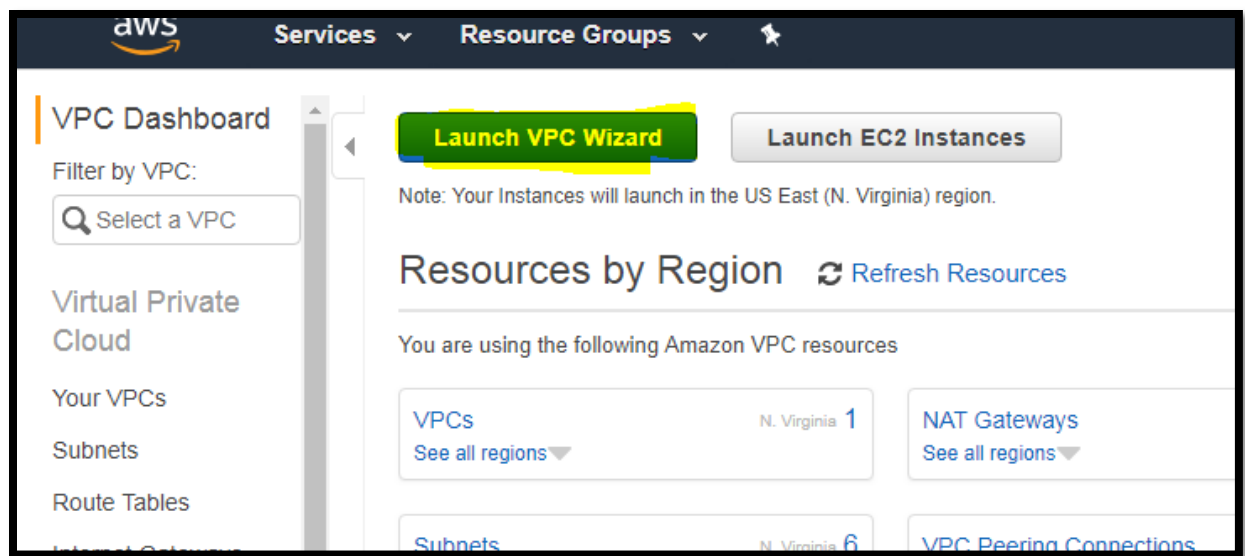 aws
Services
Resource Groups
VPC Dashboard
Filter by VPC:
Select a VPC
Virtual Private
Cloud
Your VPCs
Subnets
Route Tables
Internet Gateways
Launch VPC Wizard
Launch EC2 Instances
Note: Your Instances will launch in the US East (N. Virginia) region.
Resources by Region
Refresh Resources
You are using the following Amazon VPC resources
VPCs
N. Virginia 1
See all regions
NAT Gateways
See all regions
Subnets
N. Virginia 6
VPC Peering Connections